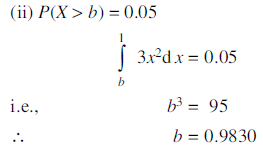 (ii) P(X > b) = 0.05
1
∫ 3x²dx = 0.05
b
i.e., b³ = 95
∴ b = 0.9830